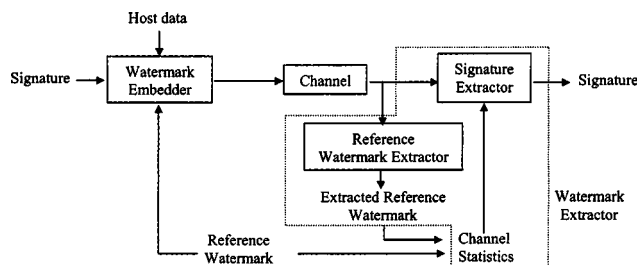 Host data
Signature
Watermark
Embedder
Channel
Signature
Extractor
Signature
Reference
Watermark Extractor
Extracted Reference
Watermark
Watermark
Extractor
Reference
Watermark
Channel
Statistics